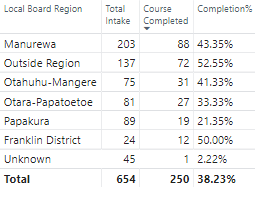 Local Board Region Total Intake Course Completed Completion%
Manurewa 203 88 43.35%
Outside Region 137 72 52.55%
Otahuhu-Mangere 75 31 41.33%
Otara-Papatoetoe 81 27 33.33%
Papakura 89 19 21.35%
Franklin District 24 12 50.00%
Unknown 45 1 2.22%
Total 654 250 38.23%